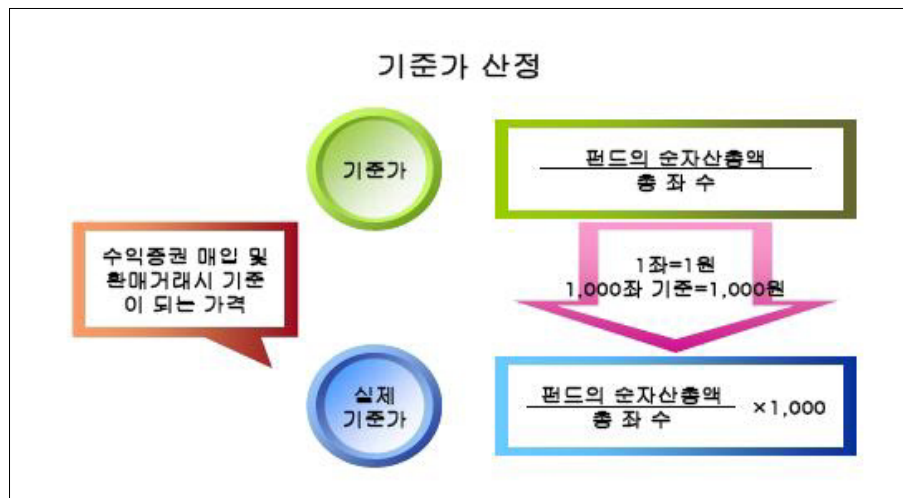 기준가 산정
기준가
펀드의 순자산총액
총 좌 수
수익증권 매입 및
환매거래시 기준
이 되는 가격
1좌=1원
1,000좌 기준=1,000원
실제
기준가
펀드의 순자산총액
총 좌 수
×1,000